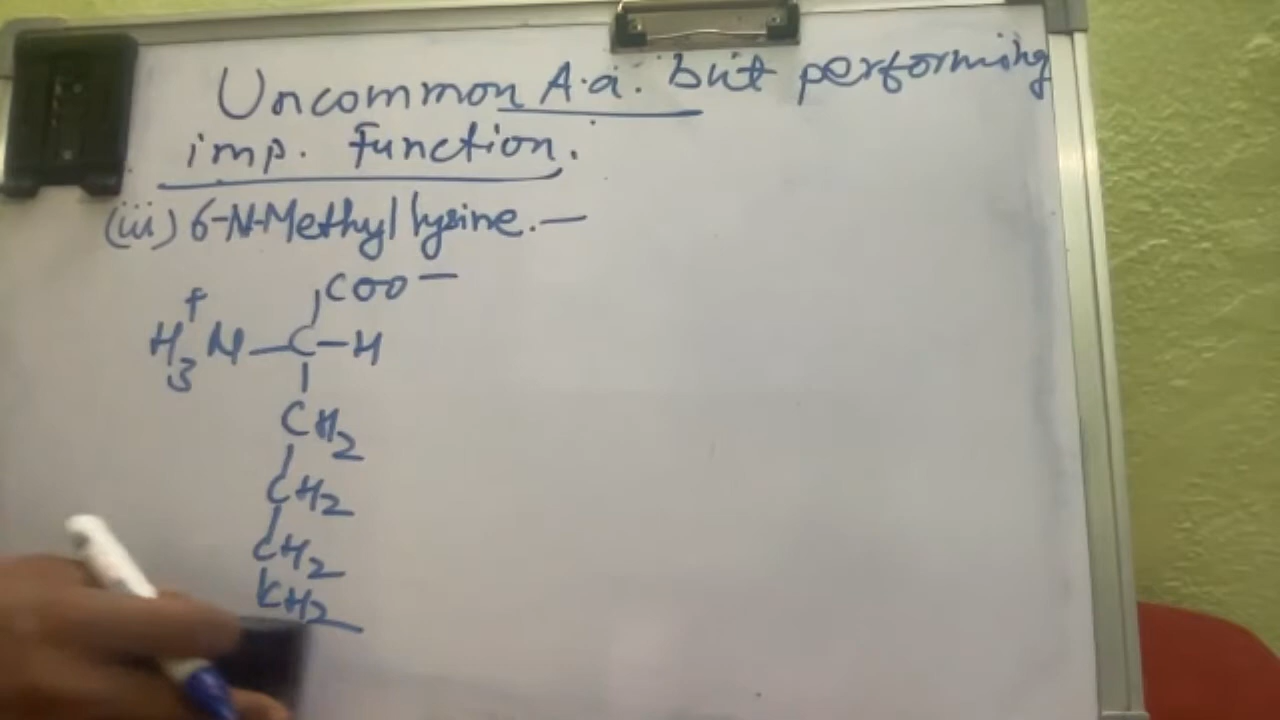 Uncommon A.a. but performing
imp. function.
(iii) 6-N-Methyl lysine. —
COO⁻
H₃N⁺—C—H
CH₂
CH₂
CH₂
CH₂